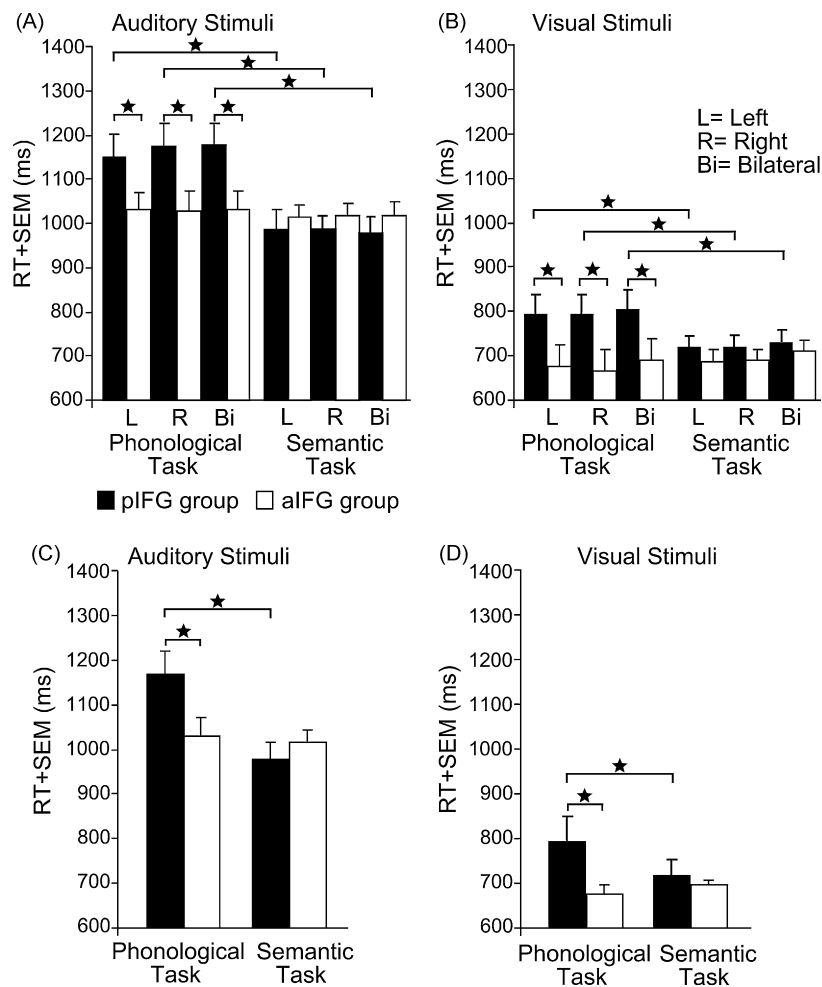 (A) Auditory Stimuli
RT+SEM (ms)
1400
1300
1200
1100
1000
900
800
700
600
L R Bi L R Bi
Phonological Task
Semantic Task
(B) Visual Stimuli
L= Left
R= Right
Bi= Bilateral
RT+SEM (ms)
1400
1300
1200
1100
1000
900
800
700
600
L R Bi L R Bi
Phonological Task
Semantic Task
pIFG group aIFG group
(C) Auditory Stimuli
RT+SEM (ms)
1400
1300
1200
1100
1000
900
800
700
600
Phonological Task
Semantic Task
(D) Visual Stimuli
RT+SEM (ms)
1400
1300
1200
1100
1000
900
800
700
600
Phonological Task
Semantic Task